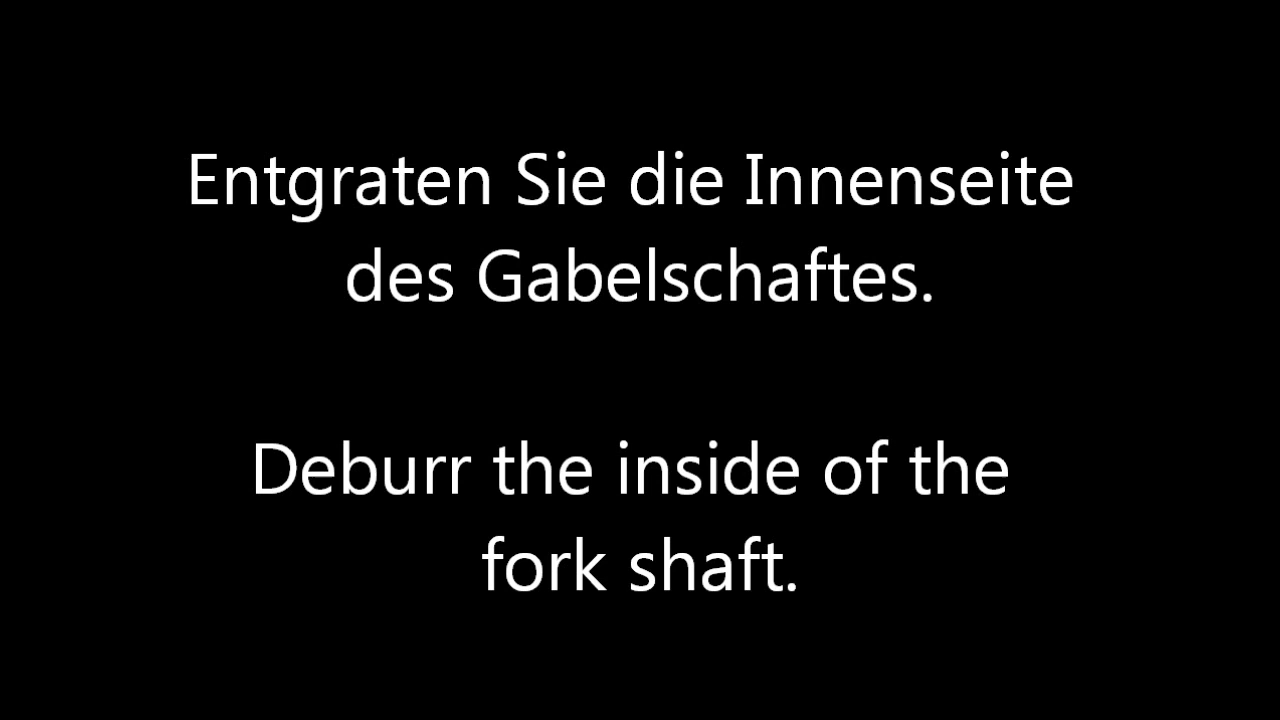 Entgraten Sie die Innenseite
des Gabelschaftes.
Deburr the inside of the
fork shaft.